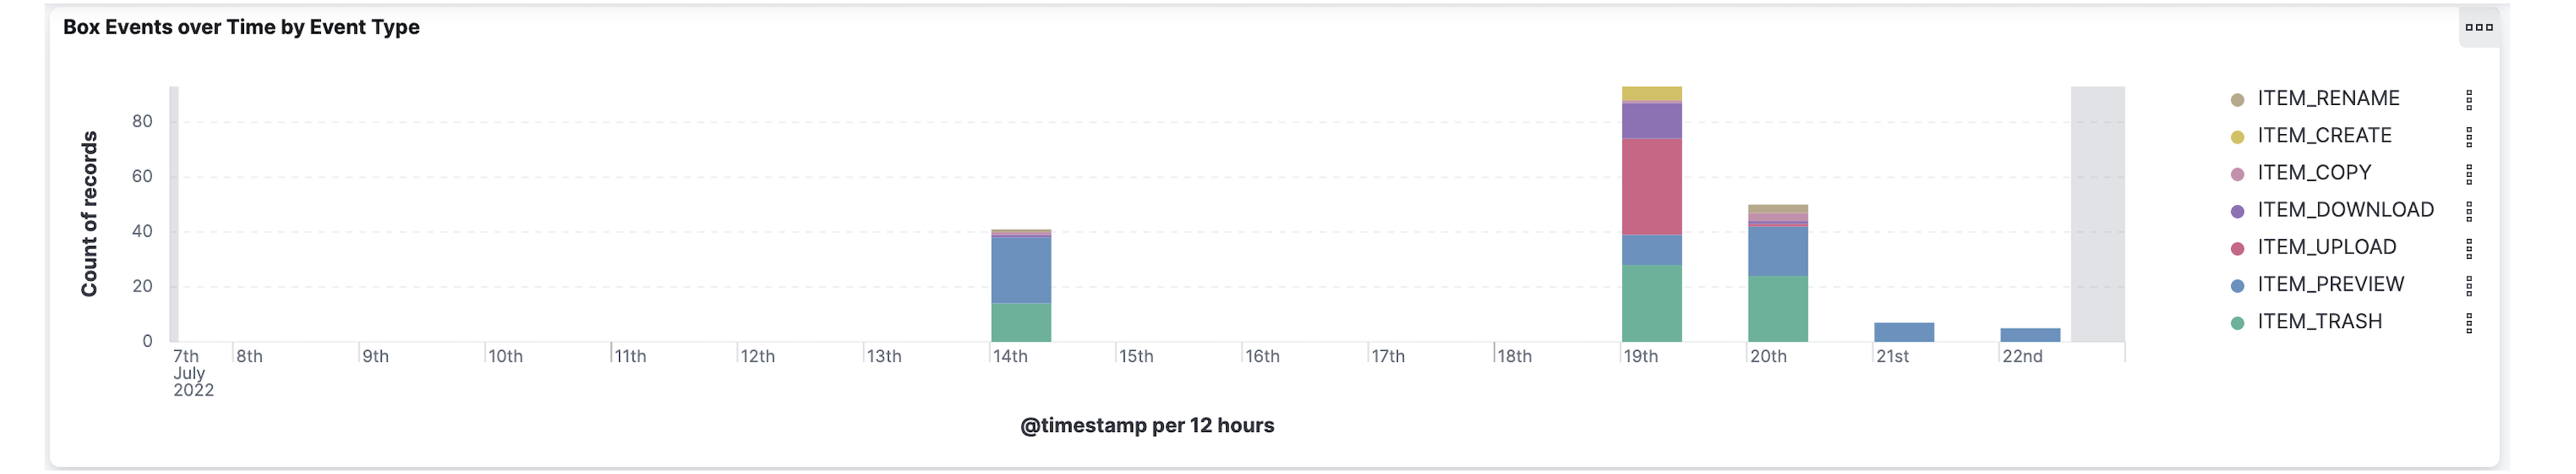 Box Events over Time by Event Type
Count of records
80
60
40
20
0
7th
July
2022
8th
9th
10th
11th
12th
13th
14th
15th
16th
17th
18th
19th
20th
21st
22nd
@timestamp per 12 hours
ITEM_RENAME
ITEM_CREATE
ITEM_COPY
ITEM_DOWNLOAD
ITEM_UPLOAD
ITEM_PREVIEW
ITEM_TRASH